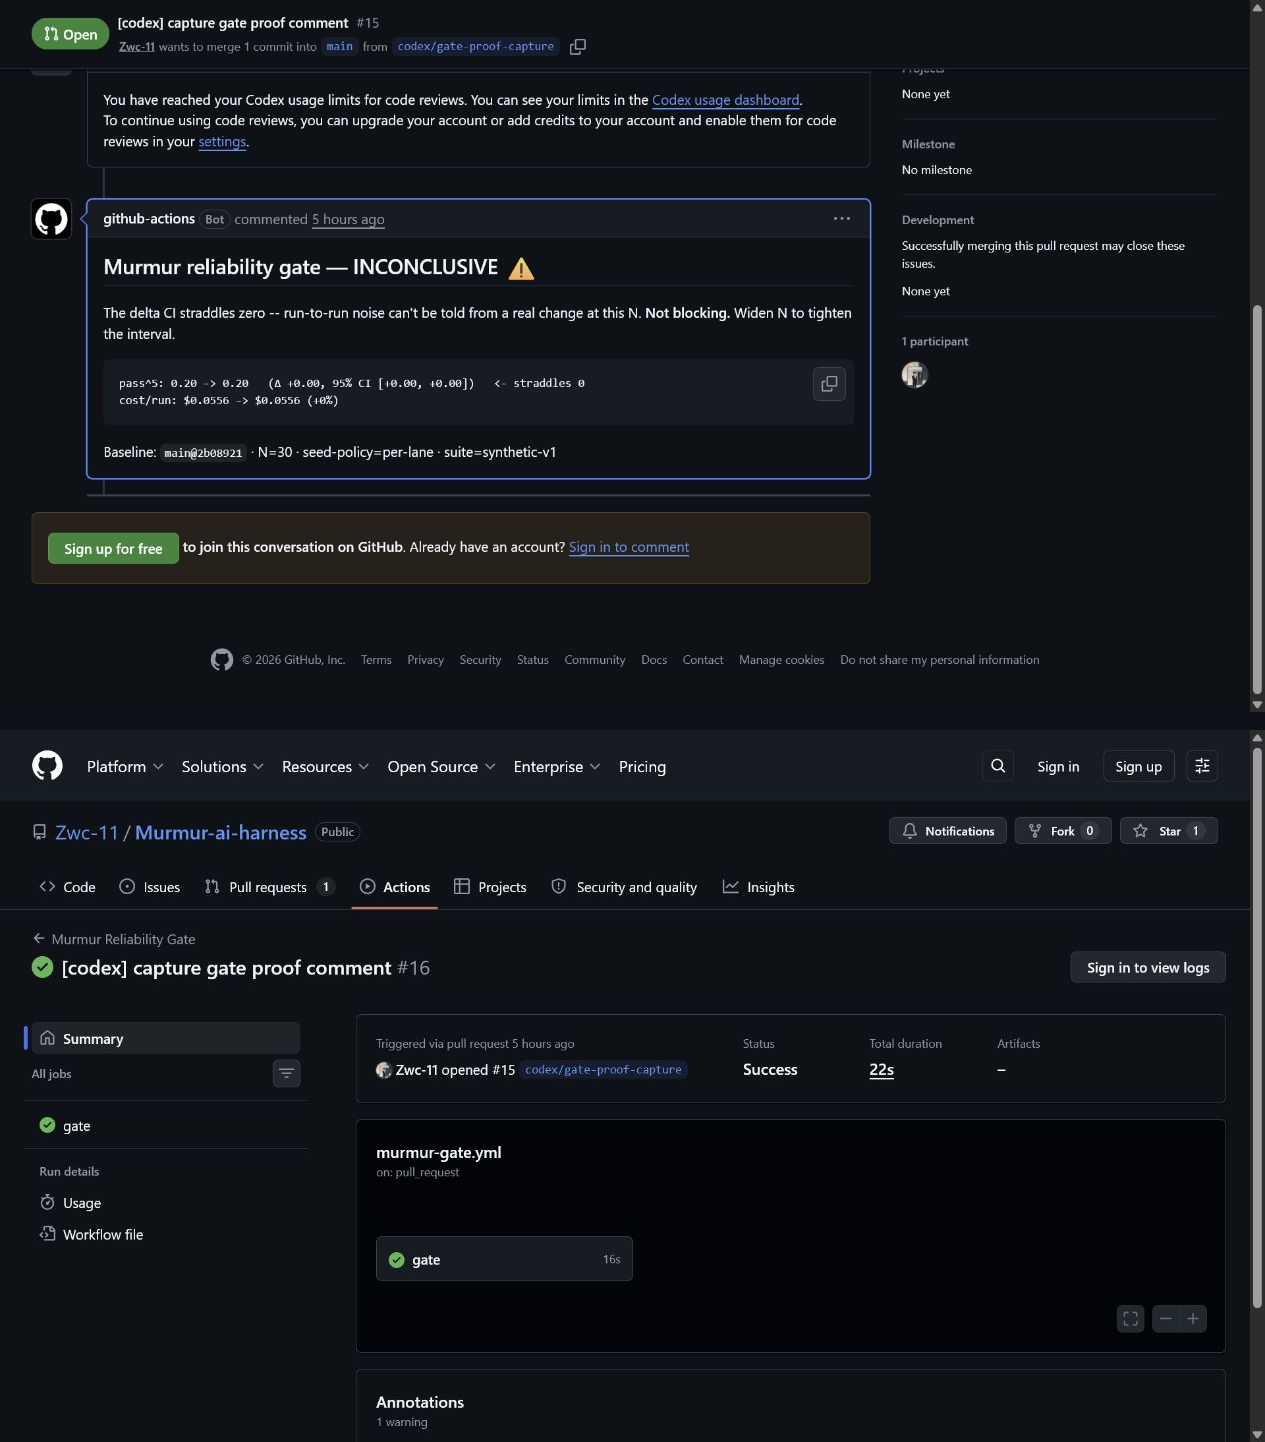 Open
[codex] capture gate proof comment #15
Zwc-11 wants to merge 1 commit into main from codex/gate-proof-capture
You have reached your Codex usage limits for code reviews. You can see your limits in the Codex usage dashboard.
To continue using code reviews, you can upgrade your account or add credits to your account and enable them for code
reviews in your settings.
github-actions Bot commented 5 hours ago
Murmur reliability gate — INCONCLUSIVE ⚠️
The delta CI straddles zero -- run-to-run noise can't be told from a real change at this N. Not blocking. Widen N to tighten
the interval.
pass^5: 0.20 -> 0.20 (Δ +0.00, 95% CI [+0.00, +0.00]) <- straddles 0
cost/run: $0.0556 -> $0.0556 (+0%)
Baseline: main@2b08921 · N=30 · seed-policy=per-lane · suite=synthetic-v1
Projects
None yet
Milestone
No milestone
Development
Successfully merging this pull request may close these
issues.
None yet
1 participant
Sign up for free to join this conversation on GitHub. Already have an account? Sign in to comment
© 2026 GitHub, Inc. Terms Privacy Security Status Community Docs Contact Manage cookies Do not share my personal information
Platform Solutions Resources Open Source Enterprise Pricing Sign in Sign up
Zwc-11 / Murmur-ai-harness Public
Notifications Fork 0 Star 1
Code Issues Pull requests 1 Actions Projects Security and quality Insights
Murmur Reliability Gate
[codex] capture gate proof comment #16
Sign in to view logs
Summary
All jobs
gate
Run details
Usage
Workflow file
Triggered via pull request 5 hours ago
Zwc-11 opened #15 codex/gate-proof-capture
Status
Success
Total duration
22s
Artifacts
–
murmur-gate.yml
on: pull_request
gate 16s
Annotations
1 warning